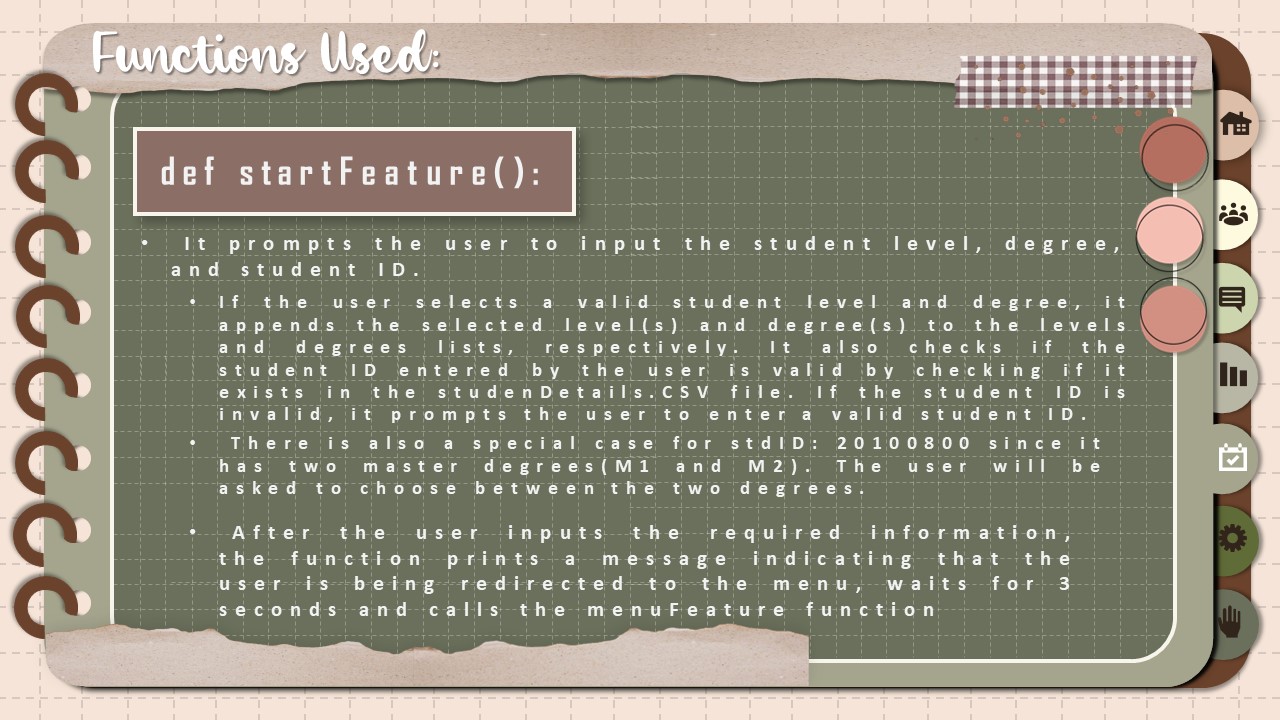 Functions Used:
def startFeature():
• It prompts the user to input the student level, degree,
and student ID.
• If the user selects a valid student level and degree, it
appends the selected level(s) and degree(s) to the levels
and degrees lists, respectively. It also checks if the
student ID entered by the user is valid by checking if it
exists in the studenDetails.CSV file. If the student ID is
invalid, it prompts the user to enter a valid student ID.
• There is also a special case for stdID: 20100800 since it
has two master degrees(M1 and M2). The user will be
asked to choose between the two degrees.
• After the user inputs the required information,
the function prints a message indicating that the
user is being redirected to the menu, waits for 3
seconds and calls the menuFeature function